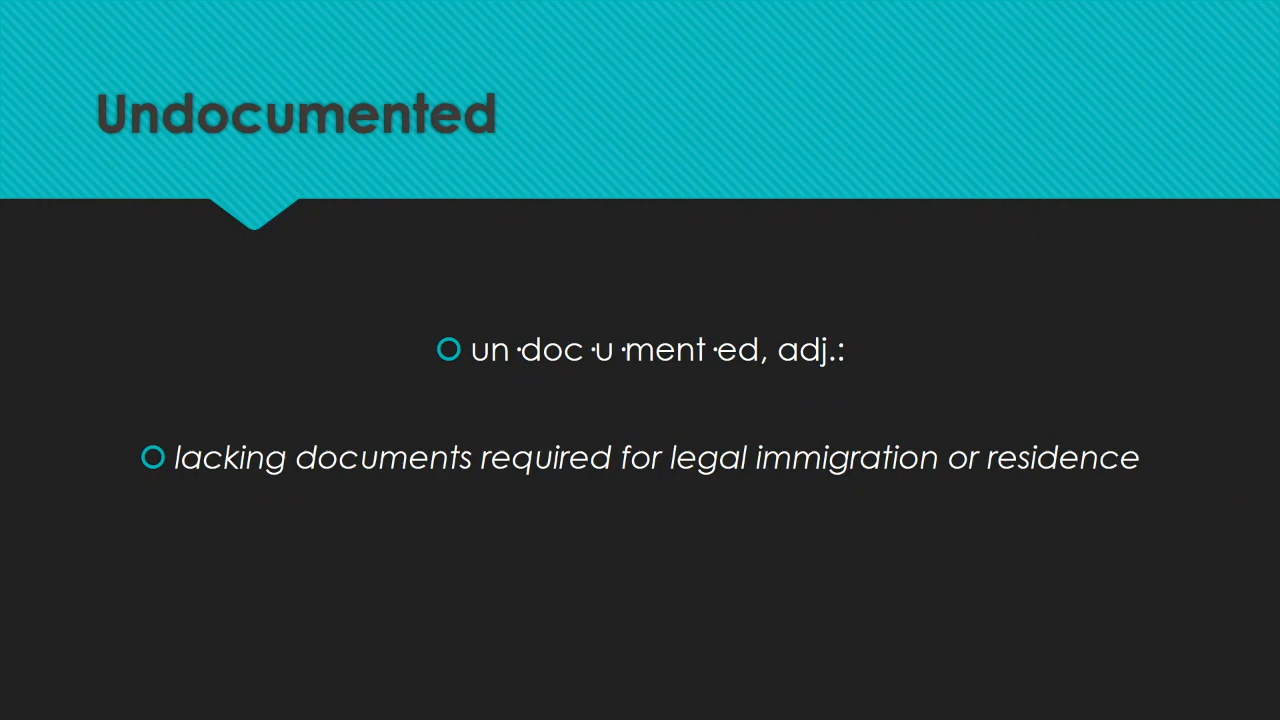 Undocumented
un·doc·u·ment·ed, adj.:
lacking documents required for legal immigration or residence